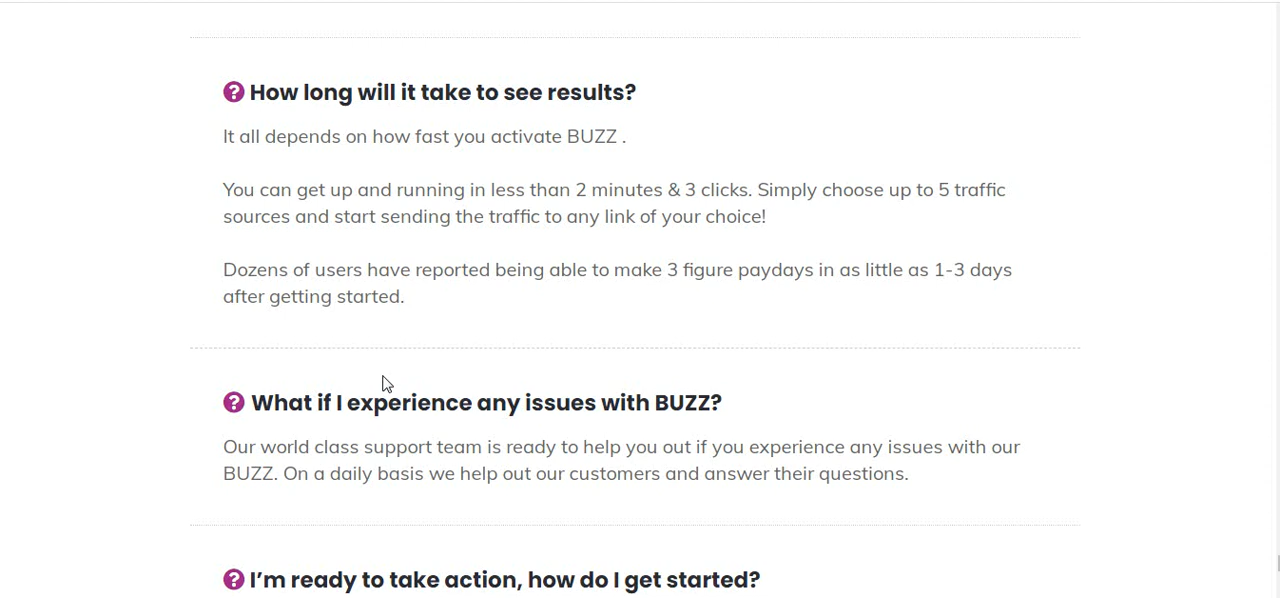 How long will it take to see results?
It all depends on how fast you activate BUZZ .
You can get up and running in less than 2 minutes & 3 clicks. Simply choose up to 5 traffic
sources and start sending the traffic to any link of your choice!
Dozens of users have reported being able to make 3 figure paydays in as little as 1-3 days
after getting started.
What if I experience any issues with BUZZ?
Our world class support team is ready to help you out if you experience any issues with our
BUZZ. On a daily basis we help out our customers and answer their questions.
I’m ready to take action, how do I get started?